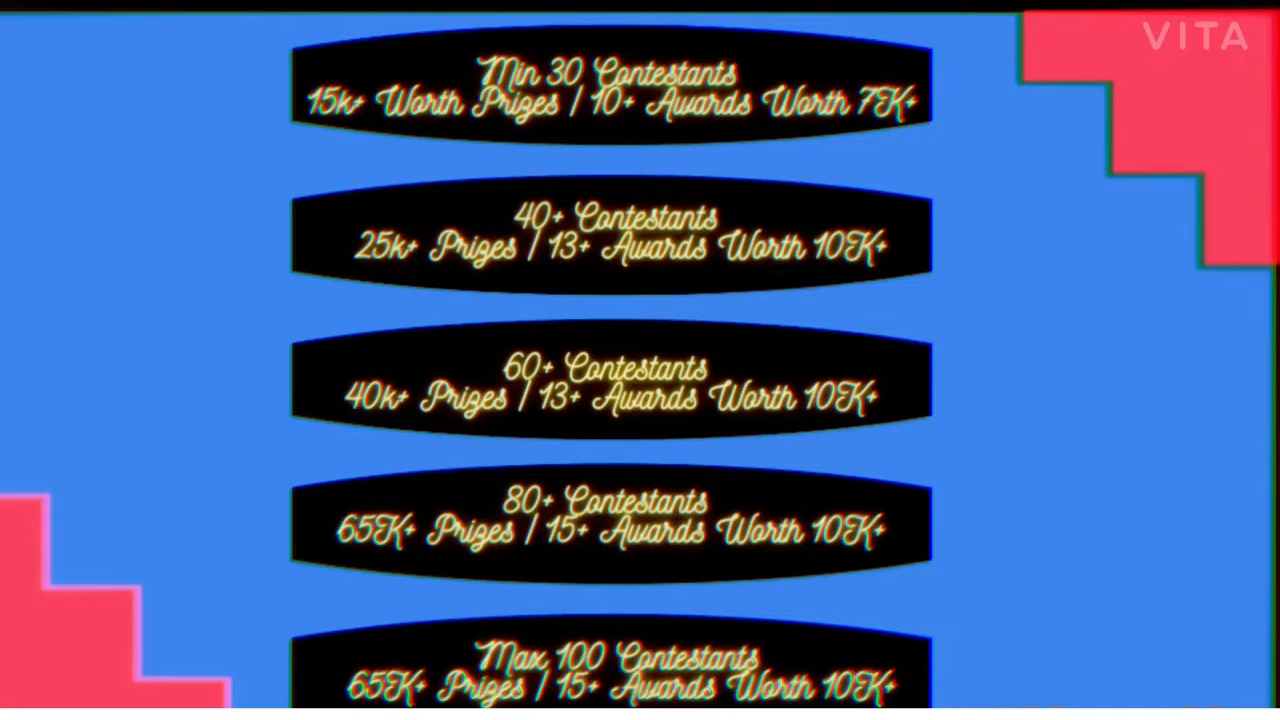 VITA
Min 30 Contestants
15k+ Worth Prizes / 10+ Awards Worth 7K+
40+ Contestants
25k+ Prizes / 13+ Awards Worth 10K+
60+ Contestants
40k+ Prizes / 13+ Awards Worth 10K+
80+ Contestants
65K+ Prizes / 15+ Awards Worth 10K+
Max 100 Contestants
65K+ Prizes / 15+ Awards Worth 10K+